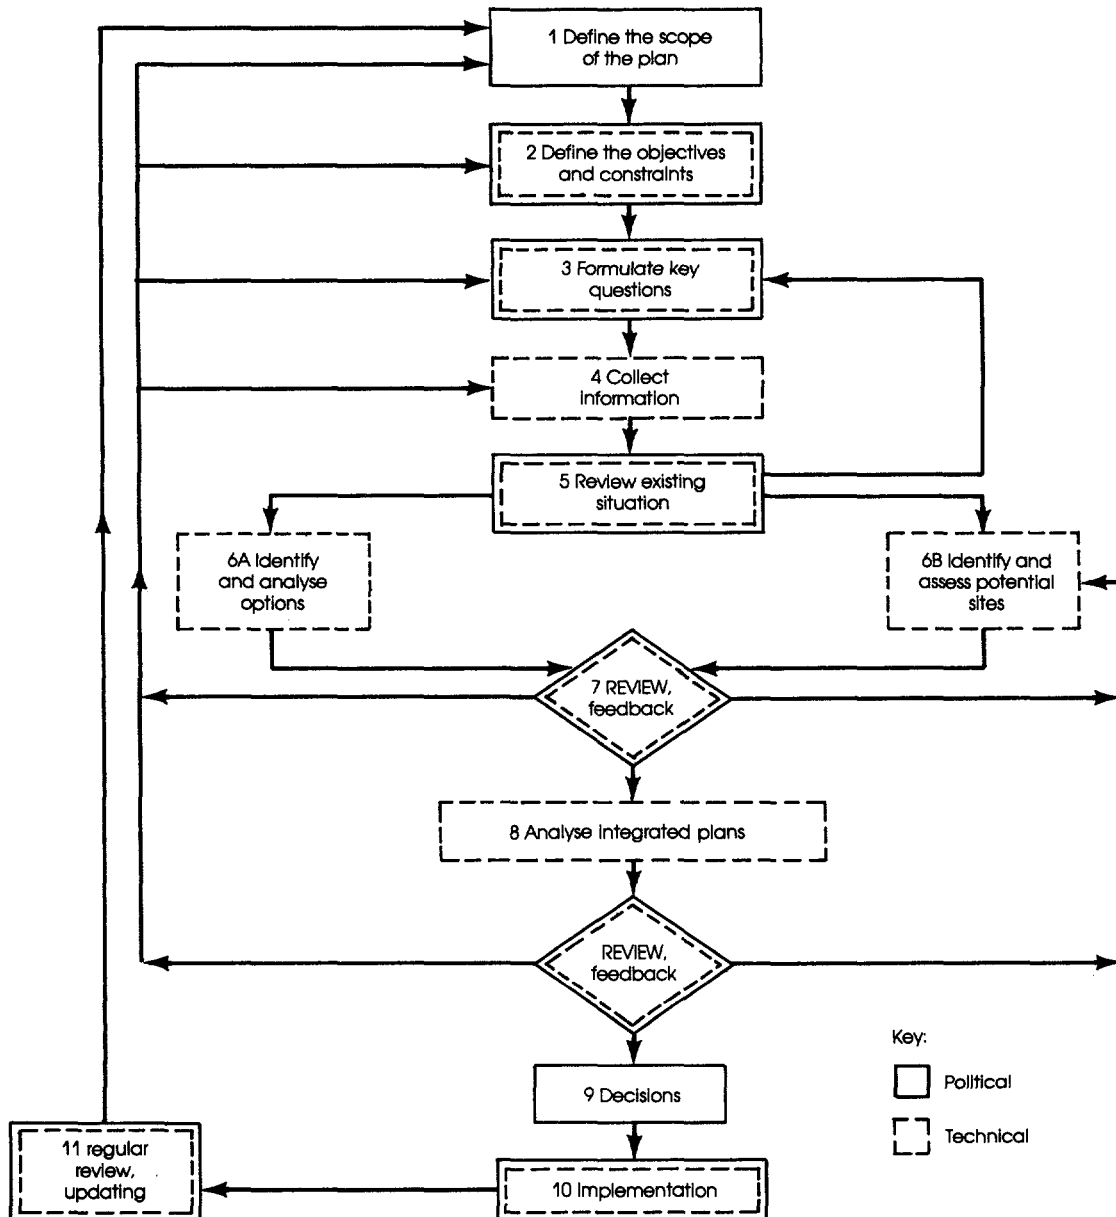 1 Define the scope
of the plan
2 Define the objectives
and constraints
3 Formulate key
questions
4 Collect
information
5 Review existing
situation
6A Identify
and analyse
options
6B Identify and
assess potential
sites
7 REVIEW,
feedback
8 Analyse integrated plans
REVIEW,
feedback
Key:
Political
Technical
9 Decisions
11 regular
review,
updating
10 Implementation